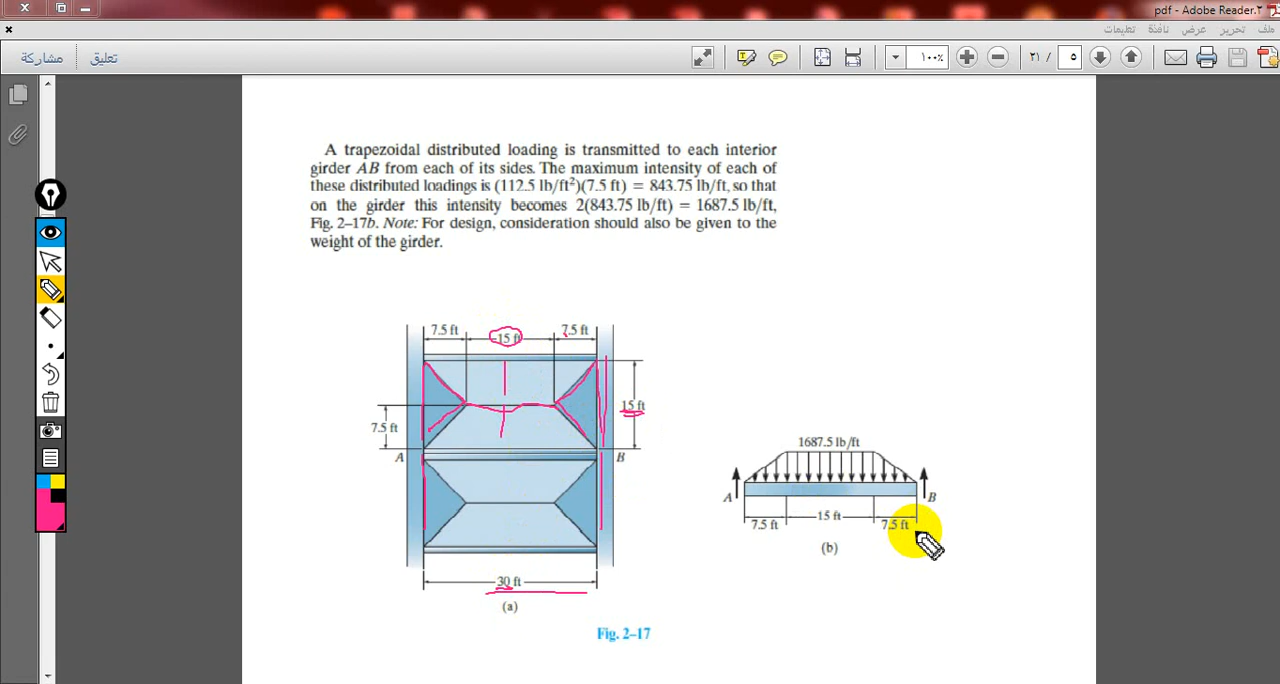 pdf - Adobe Reader.٣
ملف تحرير عرض نافذة تعليمات
تعليق
مشاركة
١٠٠٪
٢١ / ٥
A trapezoidal distributed loading is transmitted to each interior
girder AB from each of its sides. The maximum intensity of each of
these distributed loadings is (112.5 lb/ft²)(7.5 ft) = 843.75 lb/ft, so that
on the girder this intensity becomes 2(843.75 lb/ft) = 1687.5 lb/ft,
Fig. 2–17b. Note: For design, consideration should also be given to the
weight of the girder.
7.5 ft
15 ft
7.5 ft
15 ft
7.5 ft
A
B
30 ft
(a)
1687.5 lb/ft
A
B
7.5 ft
15 ft
7.5 ft
(b)
Fig. 2–17